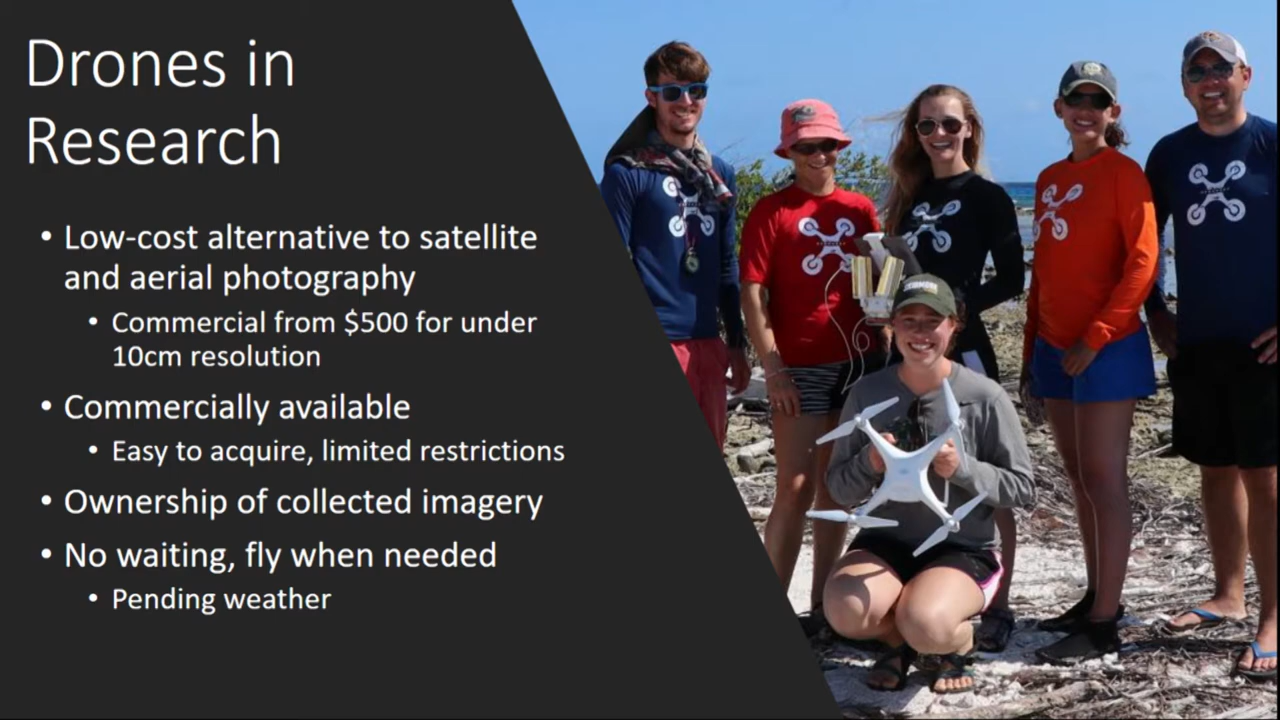 Drones in
Research
• Low-cost alternative to satellite
and aerial photography
• Commercial from $500 for under
10cm resolution
• Commercially available
• Easy to acquire, limited restrictions
• Ownership of collected imagery
• No waiting, fly when needed
• Pending weather